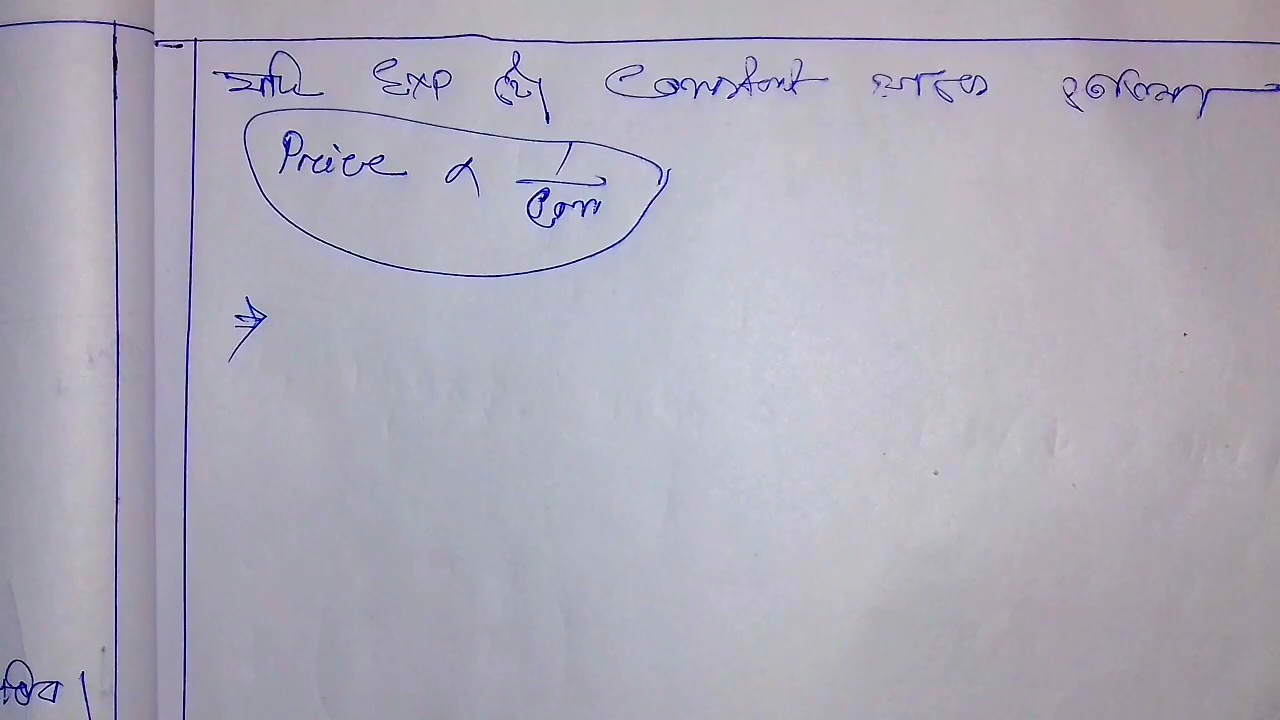 যদি Exp টা Constant থাকে
Price ∝ 1/Con
⇒